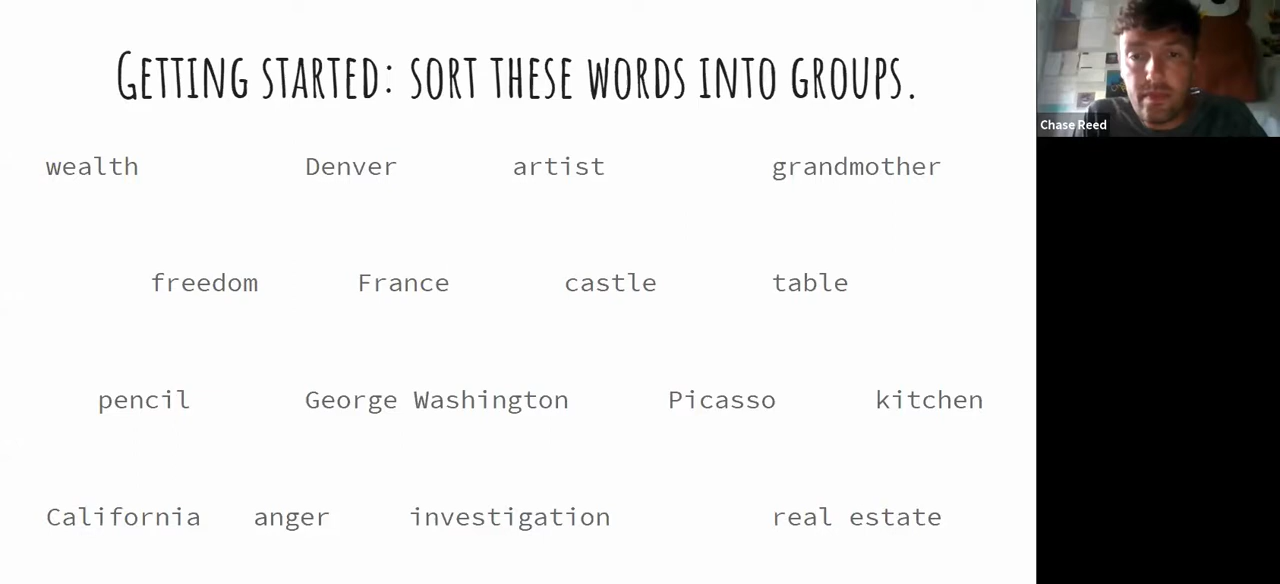 Getting started: sort these words into groups.
Chase Reed
wealth Denver artist grandmother
freedom France castle table
pencil George Washington Picasso kitchen
California anger investigation real estate